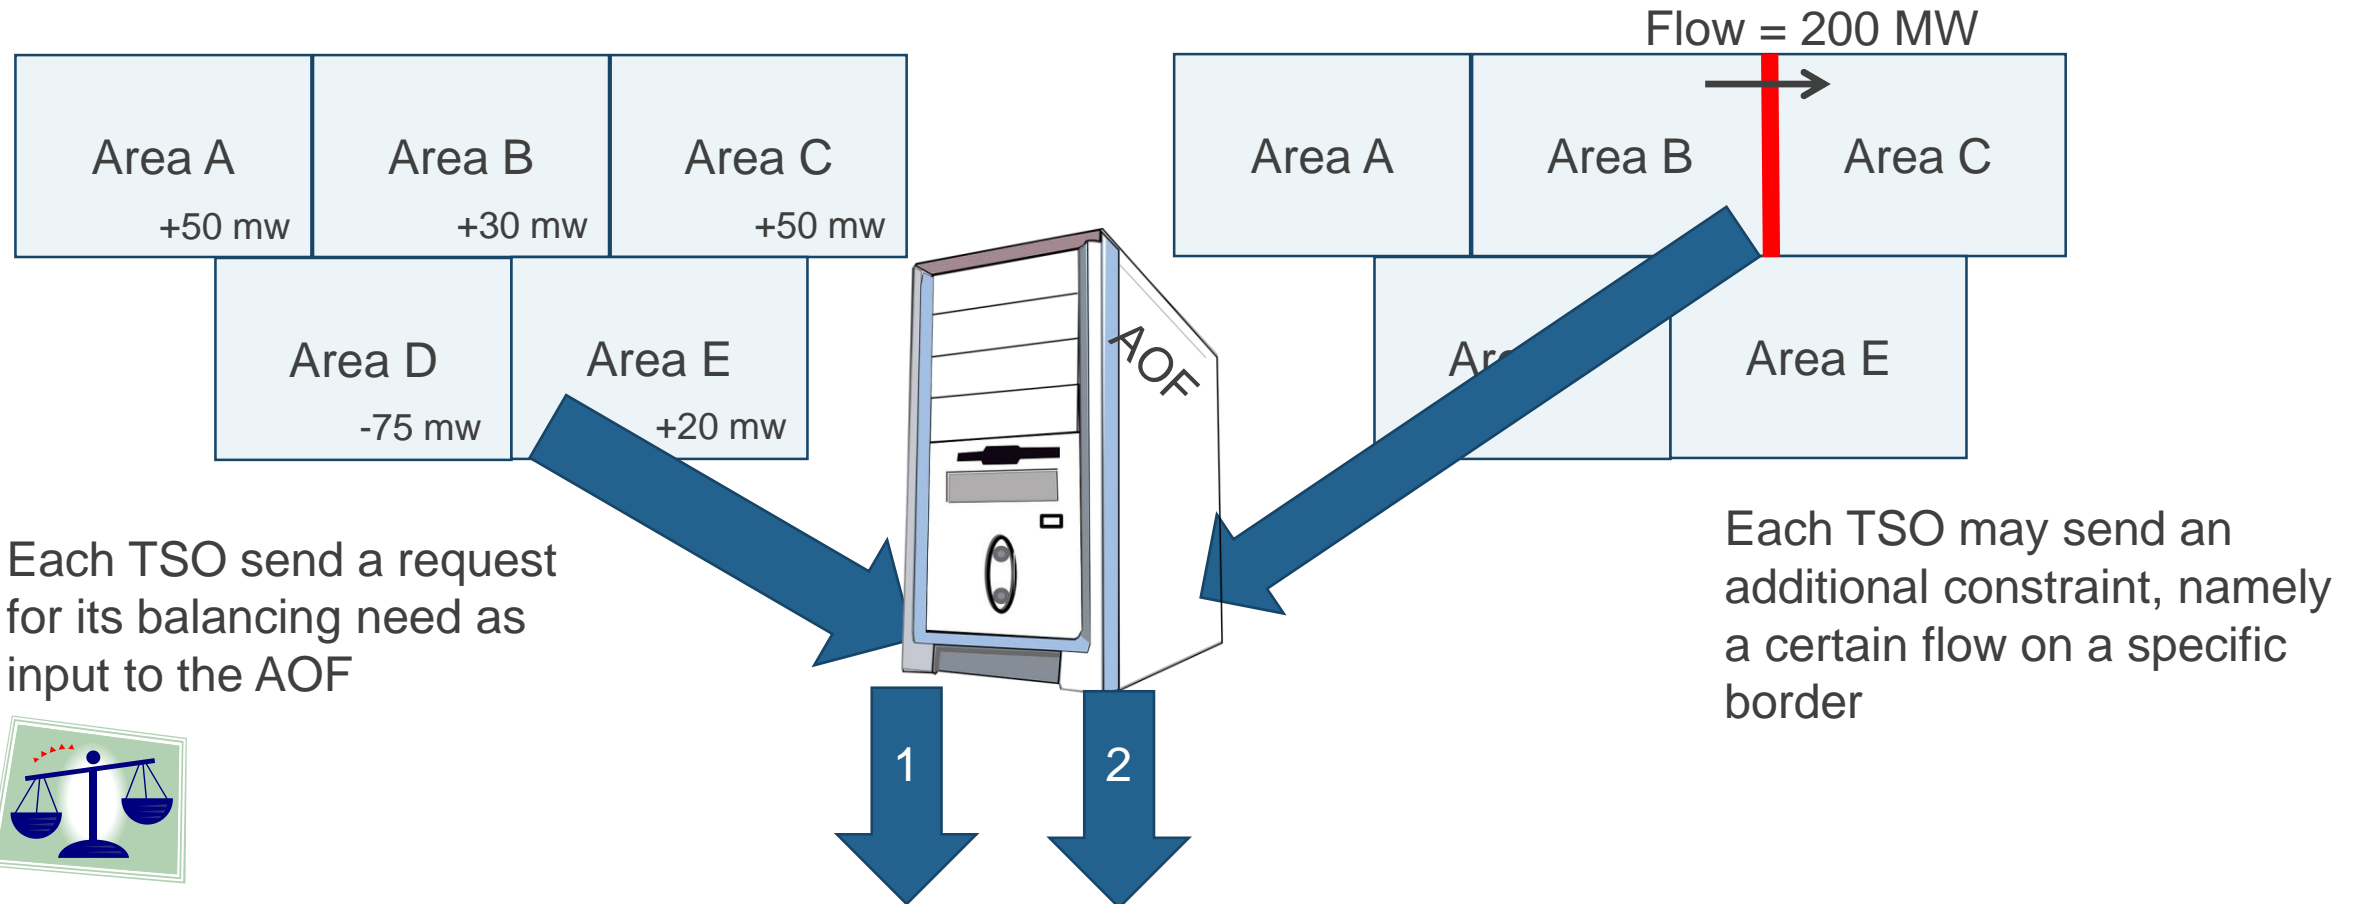 Flow = 200 MW
Area A
Area B
Area C
+50 mw
+30 mw
+50 mw
Area D
Area E
-75 mw
+20 mw
Area A
Area B
Area C
Area E
AOF
Each TSO send a request
for its balancing need as
input to the AOF
Each TSO may send an
additional constraint, namely
a certain flow on a specific
border
1
2